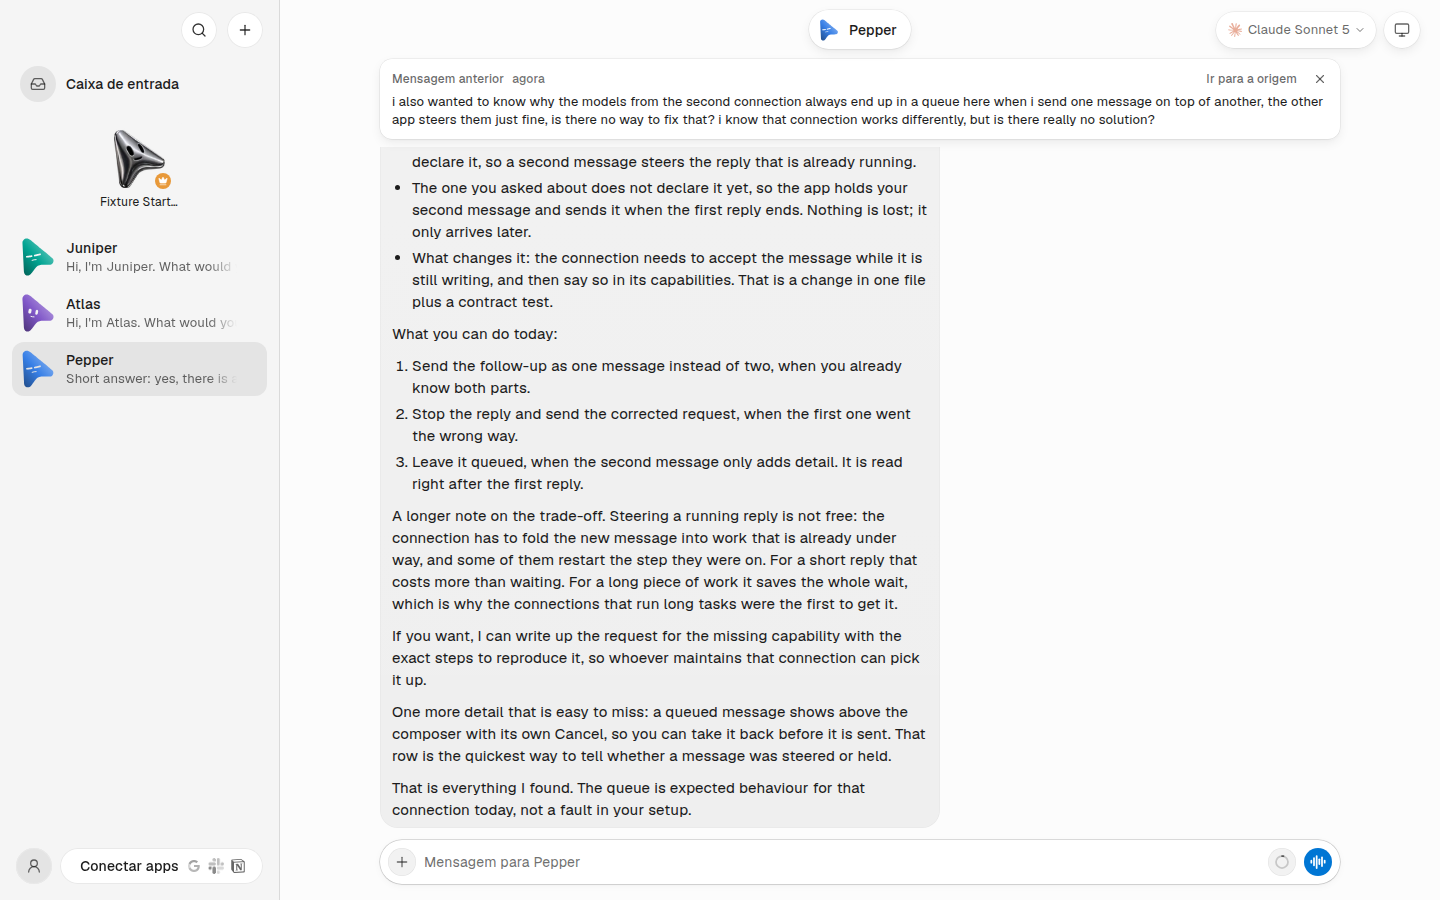 Pepper
Claude Sonnet 5
Caixa de entrada
Fixture Start...
Juniper
Hi, I'm Juniper. What would
Atlas
Hi, I'm Atlas. What would yo
Pepper
Short answer: yes, there is
Conectar apps
Mensagem anterior agora
Ir para a origem
i also wanted to know why the models from the second connection always end up in a queue here when i send one message on top of another, the other
app steers them just fine, is there no way to fix that? i know that connection works differently, but is there really no solution?
declare it, so a second message steers the reply that is already running.
• The one you asked about does not declare it yet, so the app holds your
second message and sends it when the first reply ends. Nothing is lost; it
only arrives later.
• What changes it: the connection needs to accept the message while it is
still writing, and then say so in its capabilities. That is a change in one file
plus a contract test.
What you can do today:
1. Send the follow-up as one message instead of two, when you already
know both parts.
2. Stop the reply and send the corrected request, when the first one went
the wrong way.
3. Leave it queued, when the second message only adds detail. It is read
right after the first reply.
A longer note on the trade-off. Steering a running reply is not free: the
connection has to fold the new message into work that is already under
way, and some of them restart the step they were on. For a short reply that
costs more than waiting. For a long piece of work it saves the whole wait,
which is why the connections that run long tasks were the first to get it.
If you want, I can write up the request for the missing capability with the
exact steps to reproduce it, so whoever maintains that connection can pick
it up.
One more detail that is easy to miss: a queued message shows above the
composer with its own Cancel, so you can take it back before it is sent. That
row is the quickest way to tell whether a message was steered or held.
That is everything I found. The queue is expected behaviour for that
connection today, not a fault in your setup.
Mensagem para Pepper